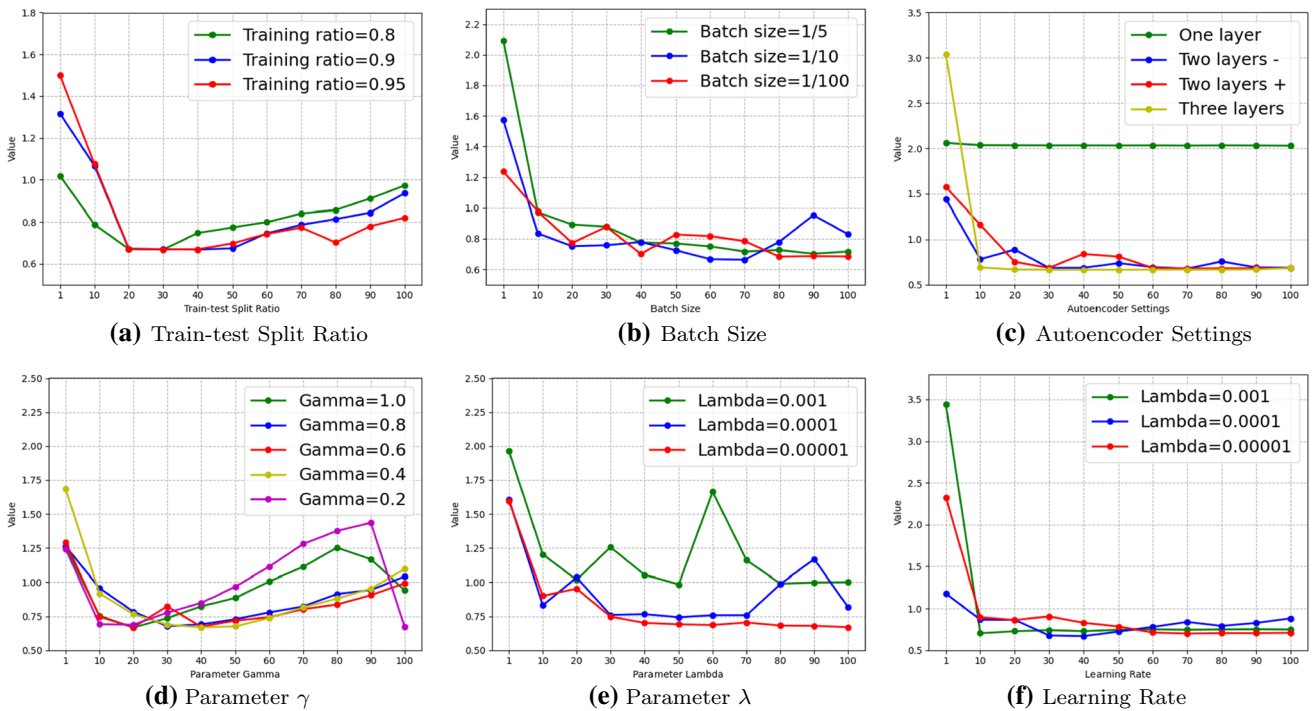 1.8
1.6
1.4
1.2
1.0
0.8
0.6
Value
Training ratio=0.8
Training ratio=0.9
Training ratio=0.95
1 10 20 30 40 50 60 70 80 90 100
Train-test Split Ratio
(a) Train-test Split Ratio
2.2
2.0
1.8
1.6
1.4
1.2
1.0
0.8
0.6
Value
Batch size=1/5
Batch size=1/10
Batch size=1/100
1 10 20 30 40 50 60 70 80 90 100
Batch Size
(b) Batch Size
3.5
3.0
2.5
2.0
1.5
1.0
0.5
Value
One layer
Two layers -
Two layers +
Three layers
1 10 20 30 40 50 60 70 80 90 100
Autoencoder Settings
(c) Autoencoder Settings
2.50
2.25
2.00
1.75
1.50
1.25
1.00
0.75
0.50
Value
Gamma=1.0
Gamma=0.8
Gamma=0.6
Gamma=0.4
Gamma=0.2
1 10 20 30 40 50 60 70 80 90 100
Parameter Gamma
(d) Parameter γ
2.50
2.25
2.00
1.75
1.50
1.25
1.00
0.75
0.50
Value
Lambda=0.001
Lambda=0.0001
Lambda=0.00001
1 10 20 30 40 50 60 70 80 90 100
Parameter Lambda
(e) Parameter λ
3.5
3.0
2.5
2.0
1.5
1.0
0.5
Value
Lambda=0.001
Lambda=0.0001
Lambda=0.00001
1 10 20 30 40 50 60 70 80 90 100
Learning Rate
(f) Learning Rate